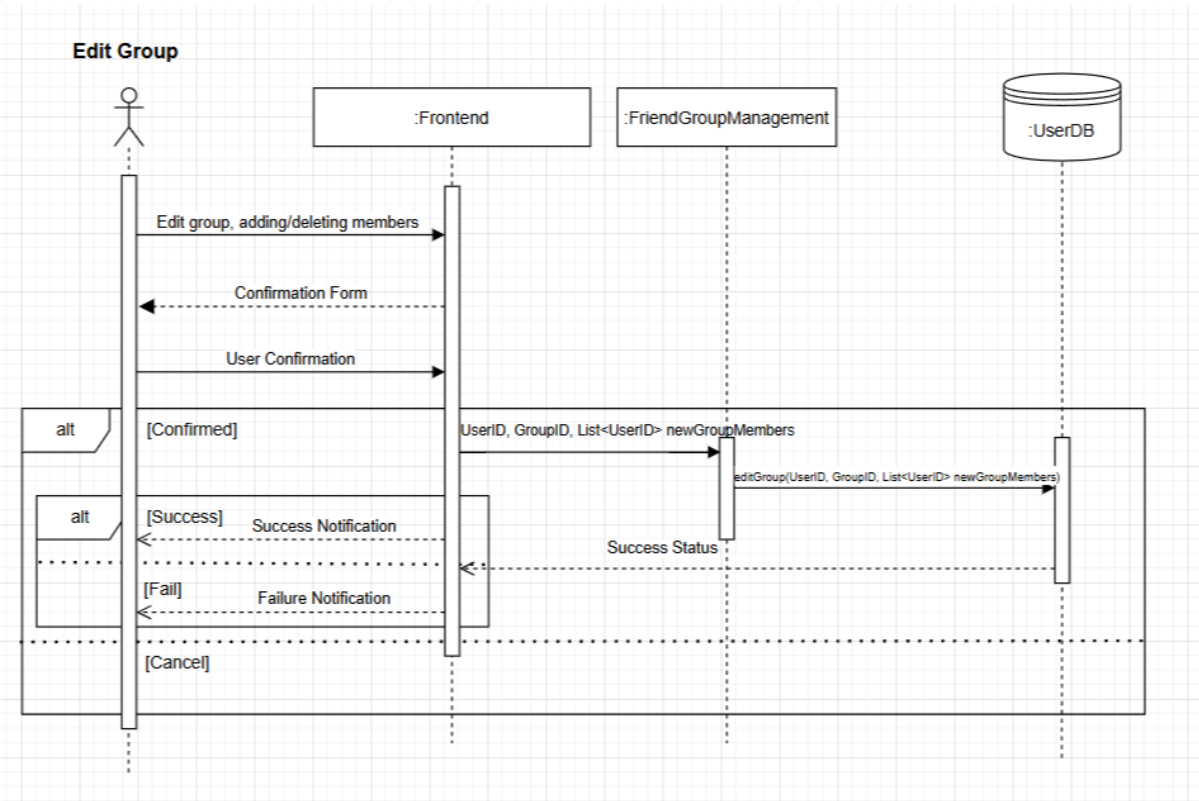 Edit Group
:Frontend
:FriendGroupManagement
:UserDB
Edit group, adding/deleting members
Confirmation Form
User Confirmation
alt
[Confirmed]
UserID, GroupID, List<UserID> newGroupMembers
editGroup(UserID, GroupID, List<UserID> newGroupMembers)
alt
[Success]
Success Notification
Success Status
[Fail]
Failure Notification
[Cancel]